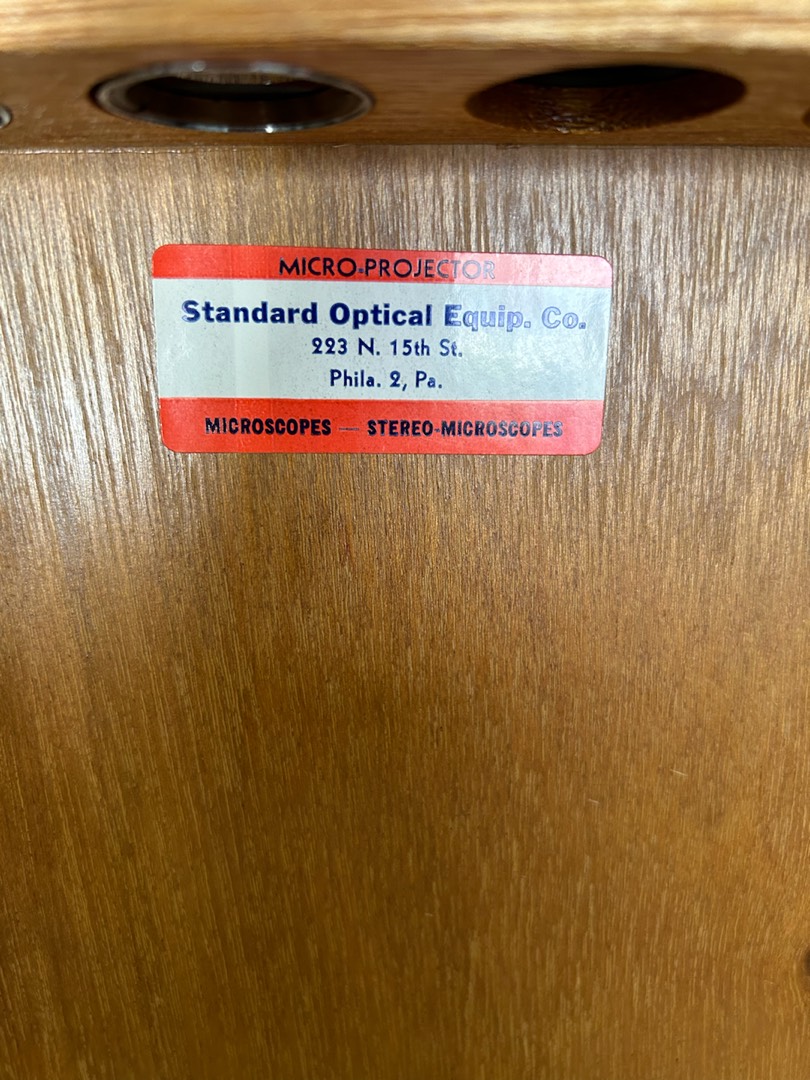 MICRO-PROJECTOR
Standard Optical Equip. Co.
223 N. 15th St.
Phila. 2, Pa.
MICROSCOPES — STEREO-MICROSCOPES